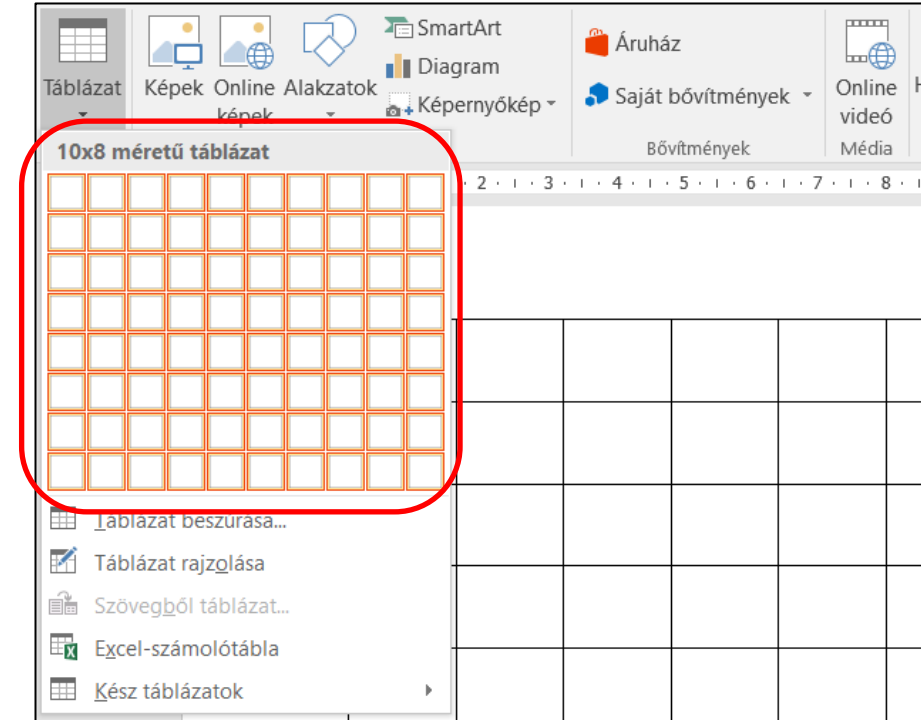 Táblázat
Képek
Online képek
Alakzatok
SmartArt
Diagram
Képernyőkép
Áruház
Saját bővítmények
Bővítmények
Online videó
Média
H
10x8 méretű táblázat
2 3 4 5 6 7 8
Táblázat beszúrása...
Táblázat rajzolása
Szövegből táblázat...
Excel-számolótábla
Kész táblázatok